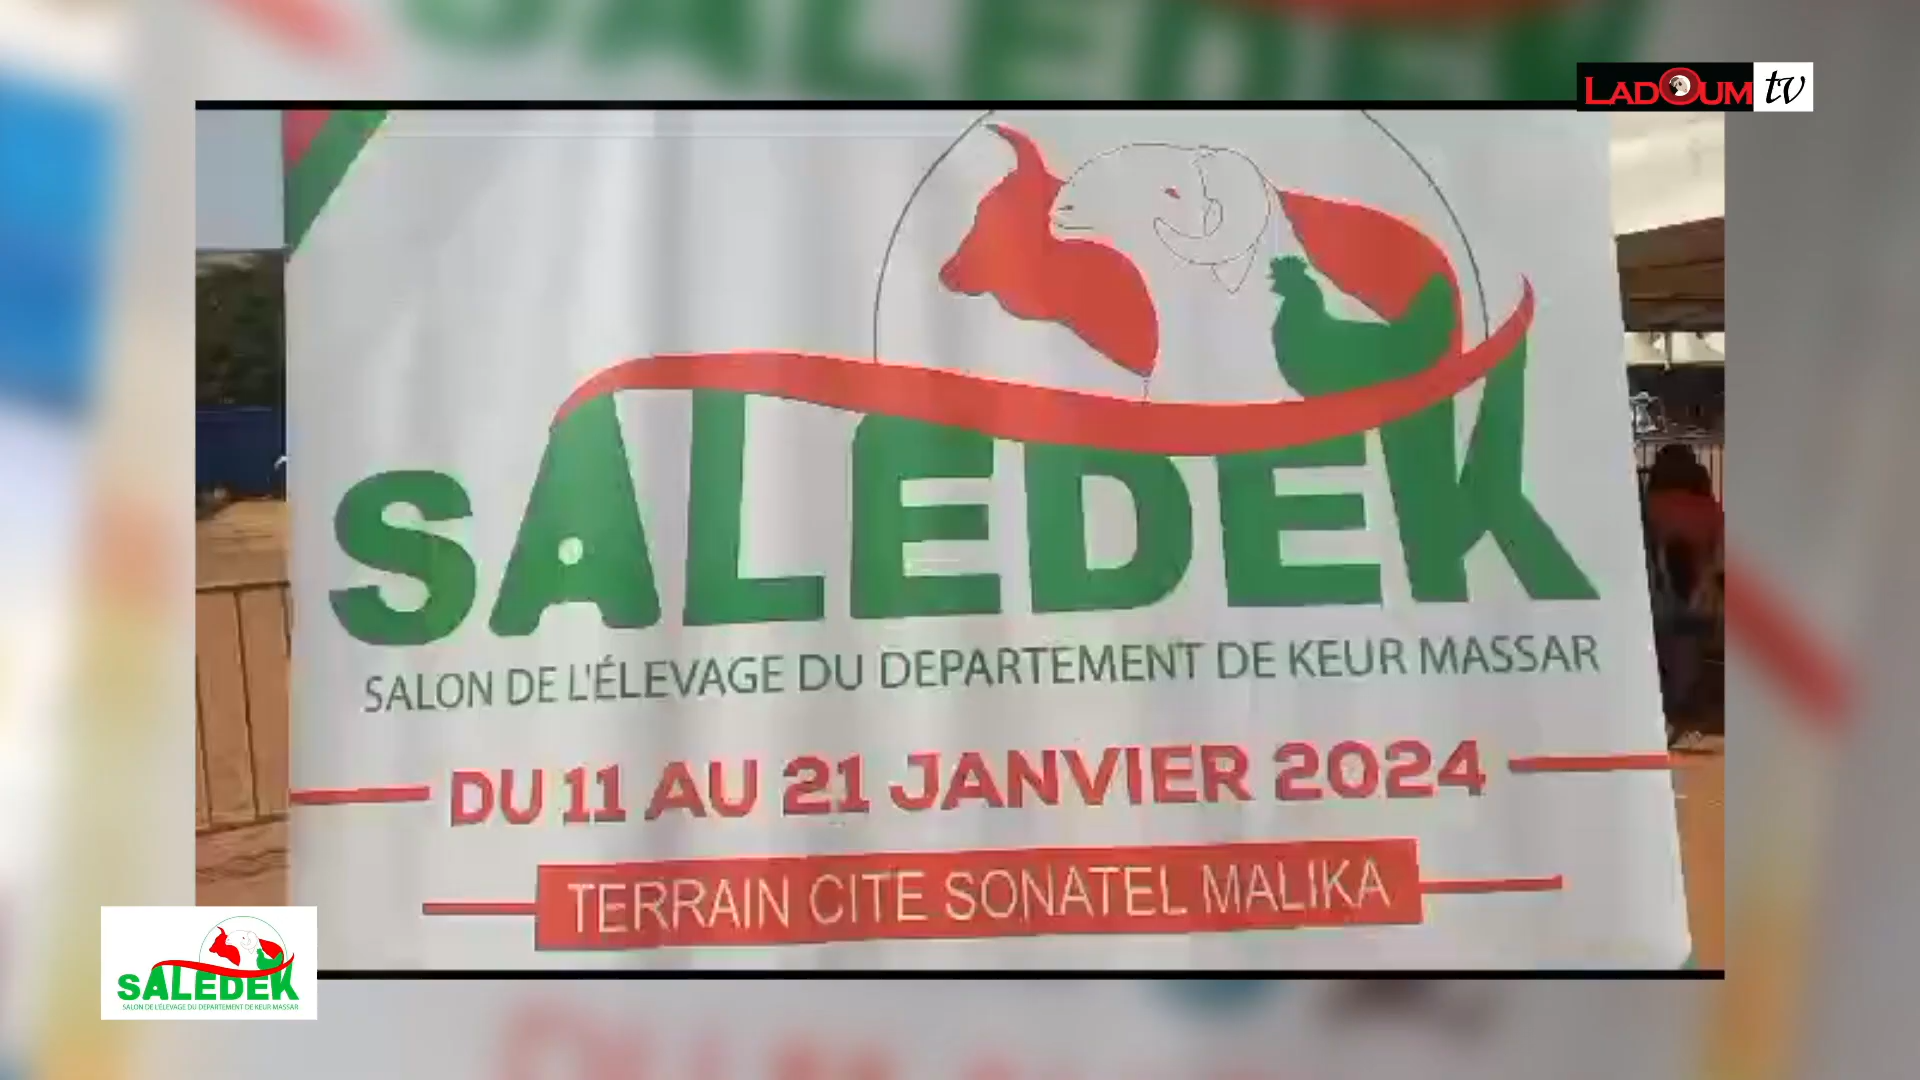 LADOUM tv
SALEDEK
SALON DE L'ÉLEVAGE DU DEPARTEMENT DE KEUR MASSAR
DU 11 AU 21 JANVIER 2024
TERRAIN CITE SONATEL MALIKA
SALEDEK
SALON DE L'ÉLEVAGE DU DEPARTEMENT DE KEUR MASSAR